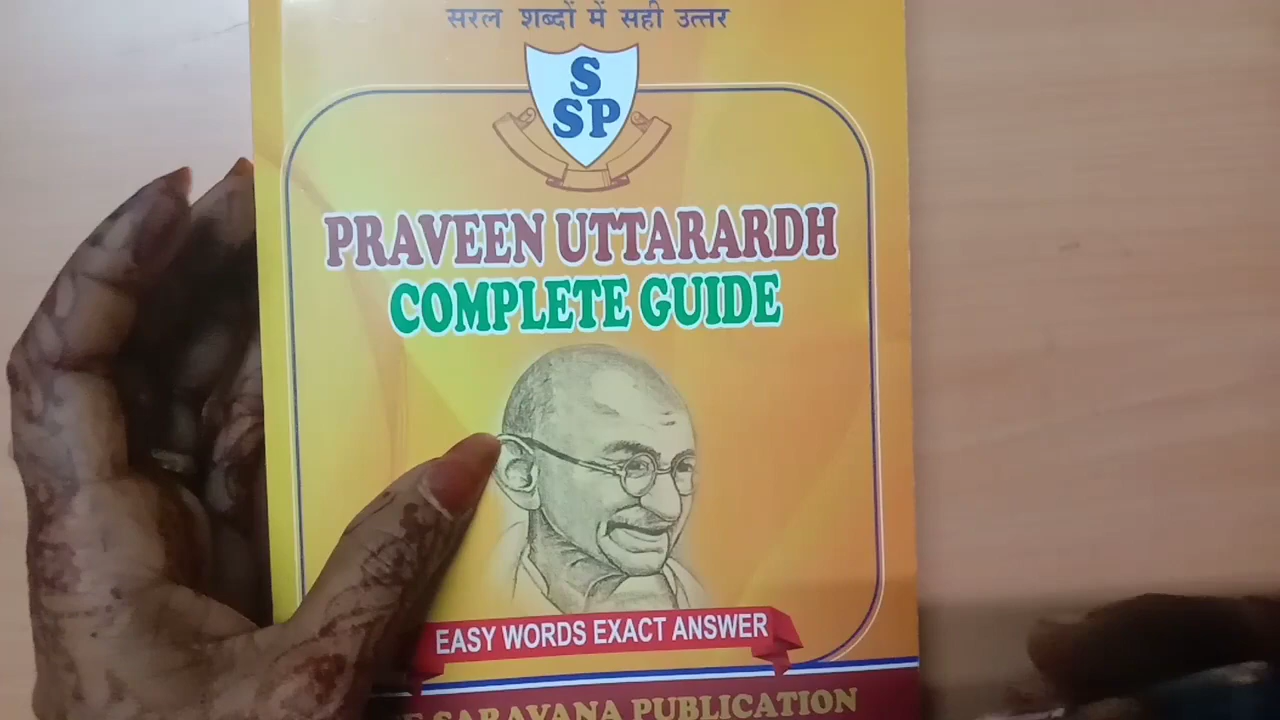 सरल शब्दों में सही उत्तर
S
SP
PRAVEEN UTTARARDH
COMPLETE GUIDE
EASY WORDS EXACT ANSWER
SARAVANA PUBLICATION